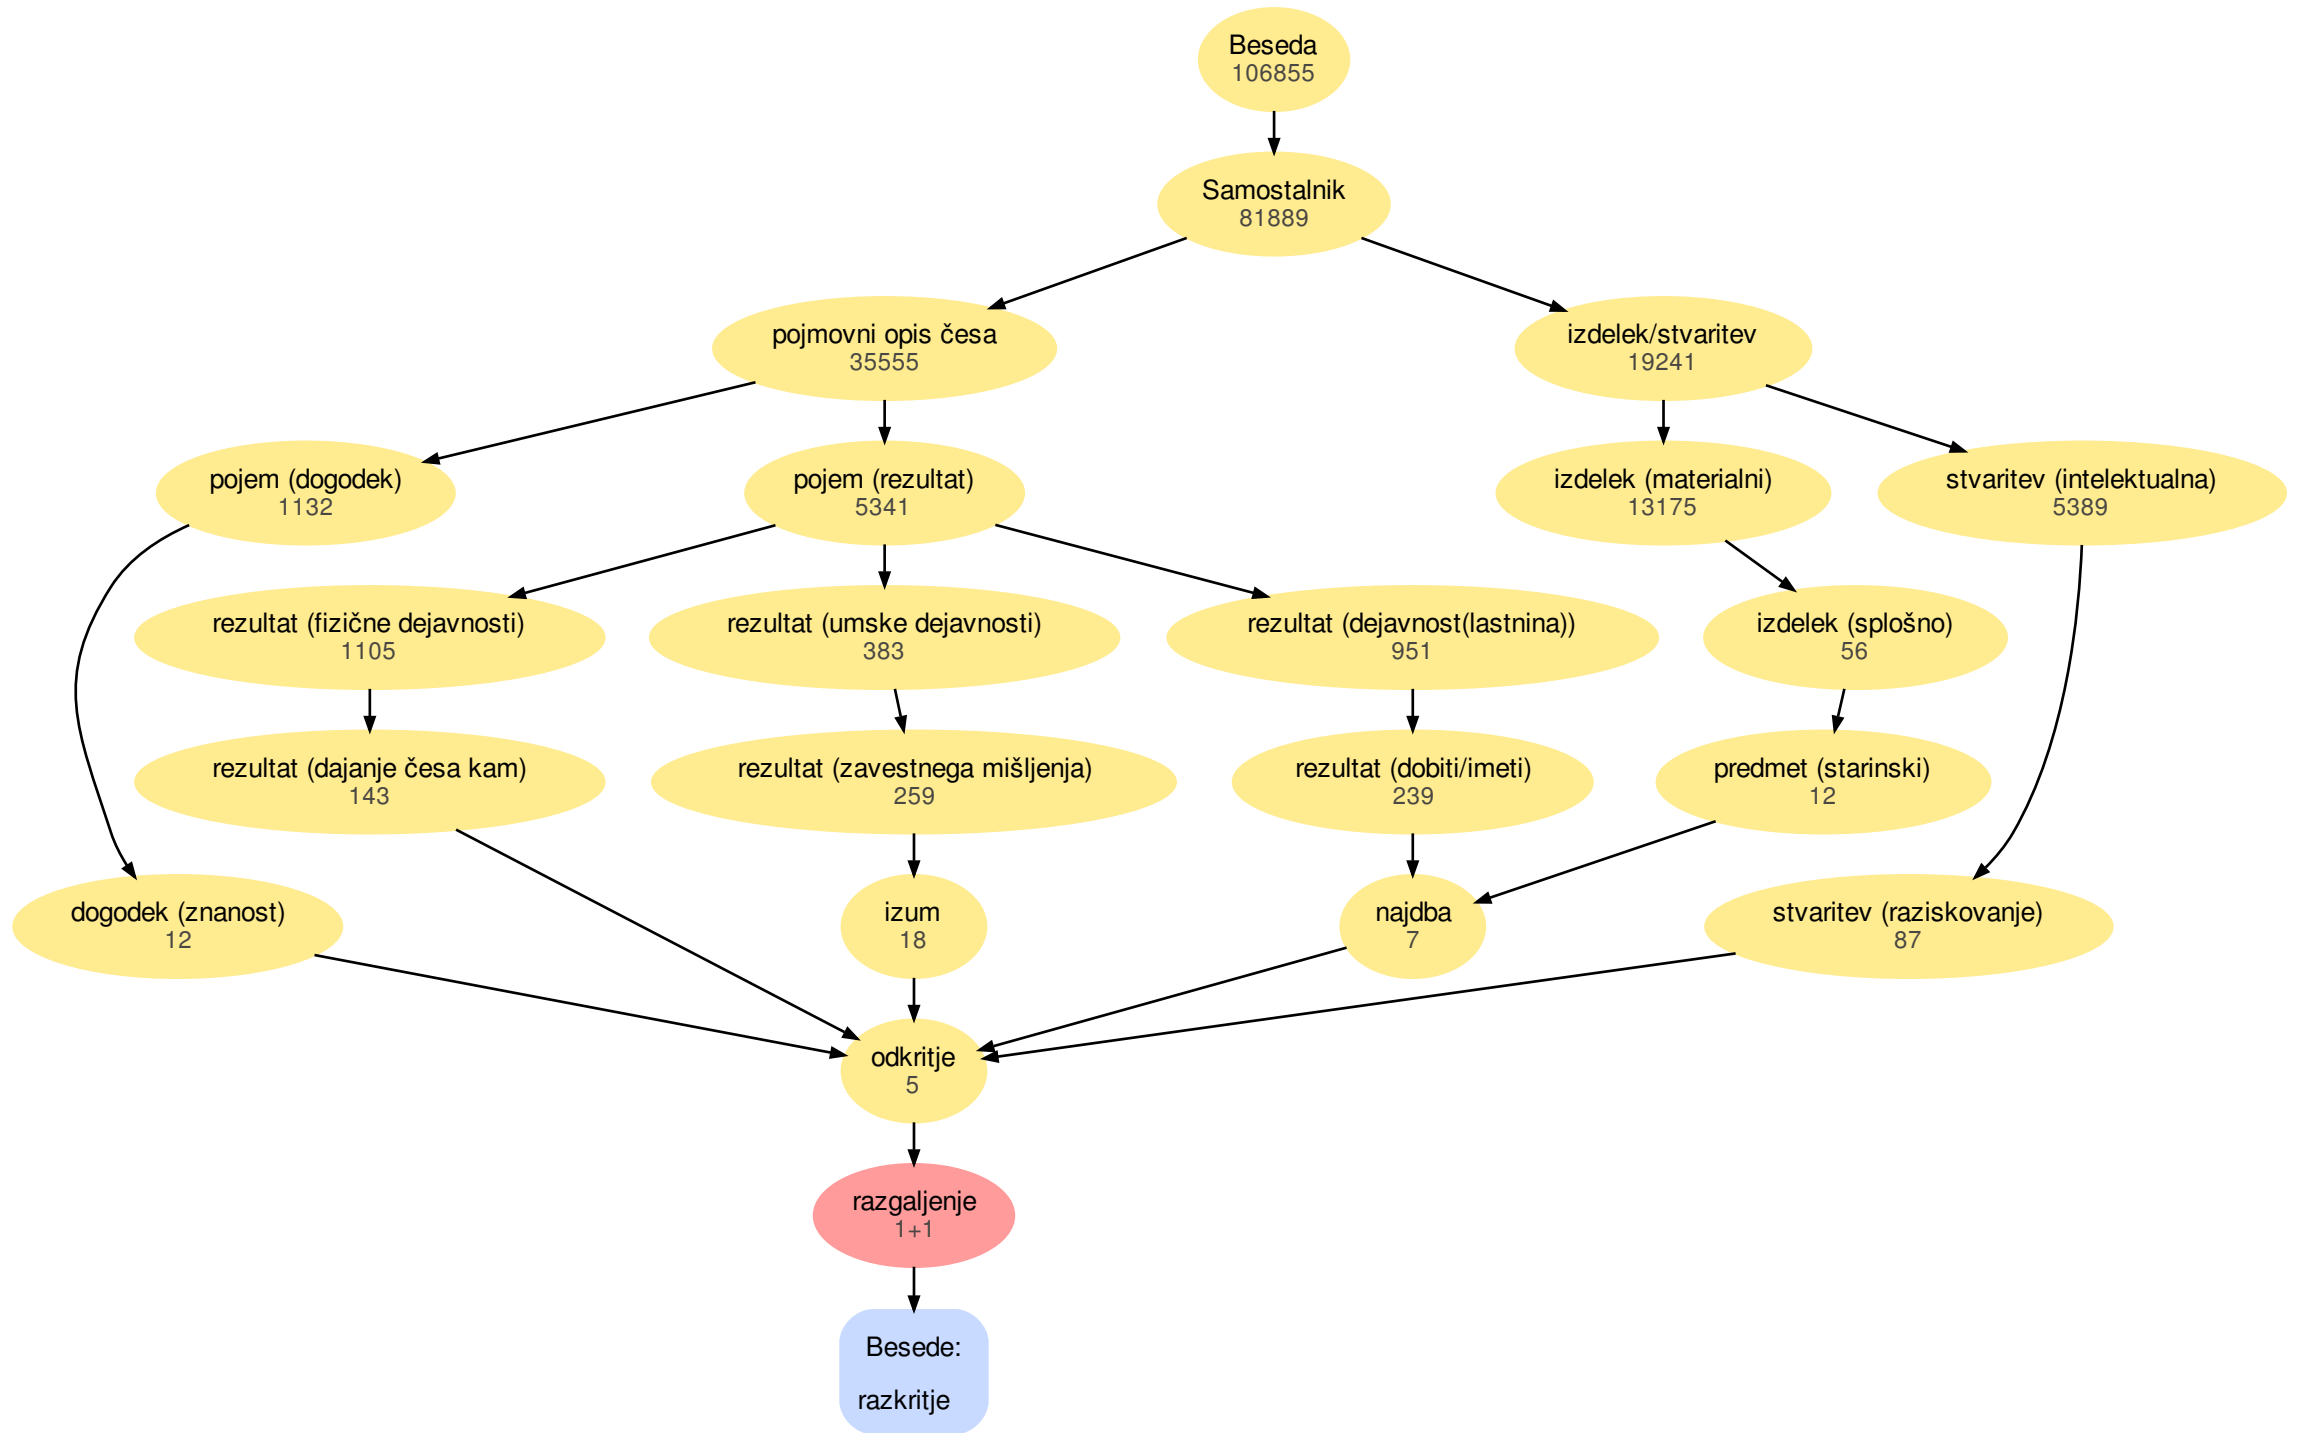 Beseda
106855
Samostalnik
81889
pojmovni opis česa
35555
izdelek/stvaritev
19241
pojem (dogodek)
1132
pojem (rezultat)
5341
izdelek (materialni)
13175
stvaritev (intelektualna)
5389
rezultat (fizične dejavnosti)
1105
rezultat (umske dejavnosti)
383
rezultat (dejavnost(lastnina))
951
izdelek (splošno)
56
rezultat (dajanje česa kam)
143
rezultat (zavestnega mišljenja)
259
rezultat (dobiti/imeti)
239
predmet (starinski)
12
dogodek (znanost)
12
izum
18
najdba
7
stvaritev (raziskovanje)
87
odkritje
5
razgaljenje
1+1
Besede:
razkritje